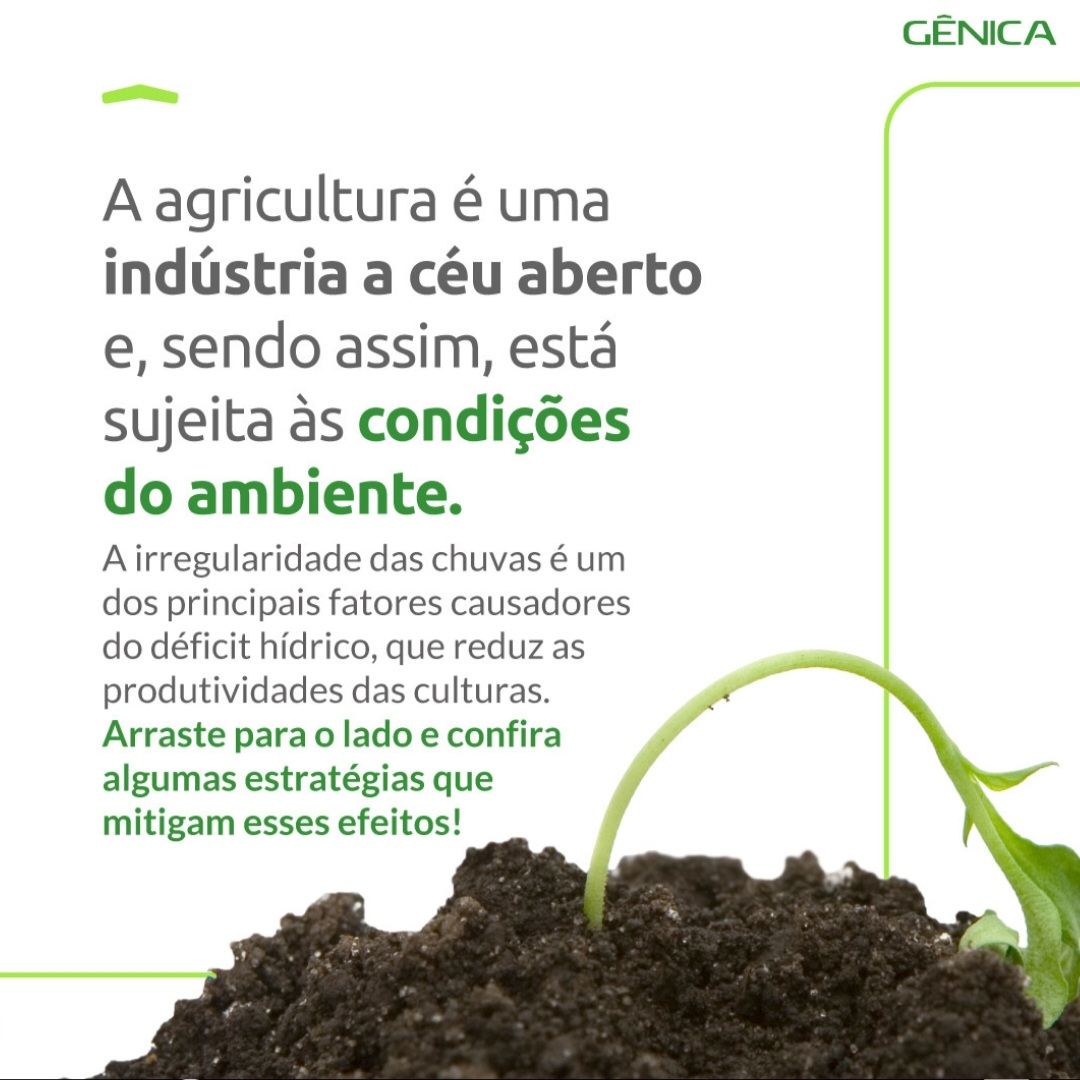 GÊNICA
A agricultura é uma
indústria a céu aberto
e, sendo assim, está
sujeita às condições
do ambiente.
A irregularidade das chuvas é um
dos principais fatores causadores
do déficit hídrico, que reduz as
produtividades das culturas.
Arraste para o lado e confira
algumas estratégias que
mitigam esses efeitos!